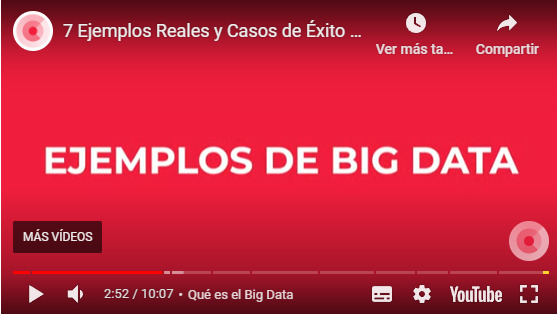 7 Ejemplos Reales y Casos de Éxito ...
Ver más ta...
Compartir
EJEMPLOS DE BIG DATA
MÁS VÍDEOS
2:52 / 10:07 • Qué es el Big Data
YouTube